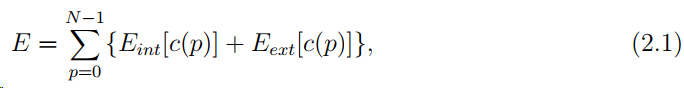 E = \sum_{p=0}^{N-1} \{E_{int}[c(p)] + E_{ext}[c(p)]\}, (2.1)